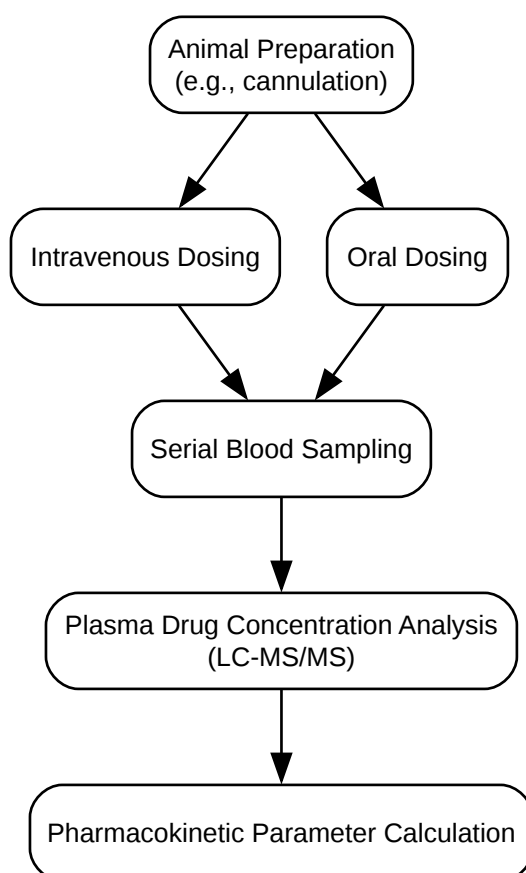 Animal Preparation
(e.g., cannulation)
Intravenous Dosing
Oral Dosing
Serial Blood Sampling
Plasma Drug Concentration Analysis
(LC-MS/MS)
Pharmacokinetic Parameter Calculation